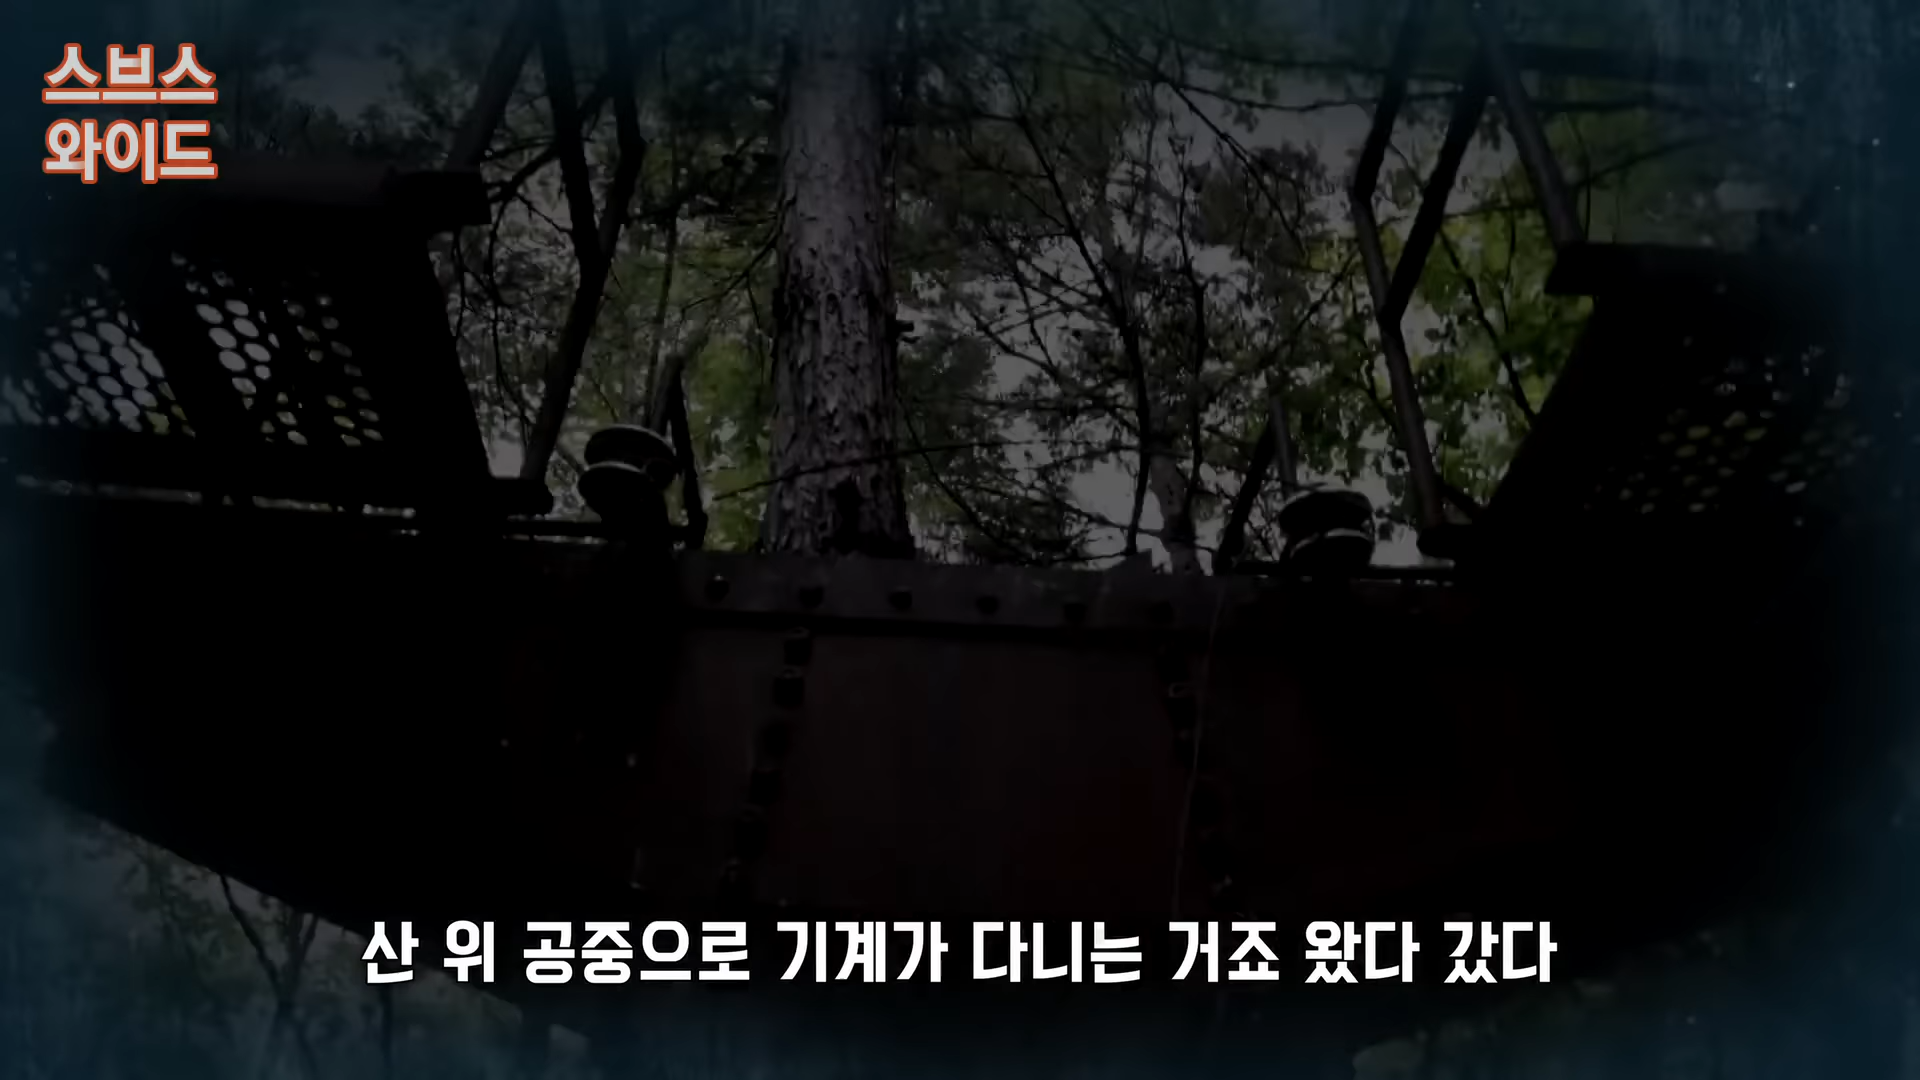 스브스
와이드
산 위 공중으로 기계가 다니는 거죠 왔다 갔다